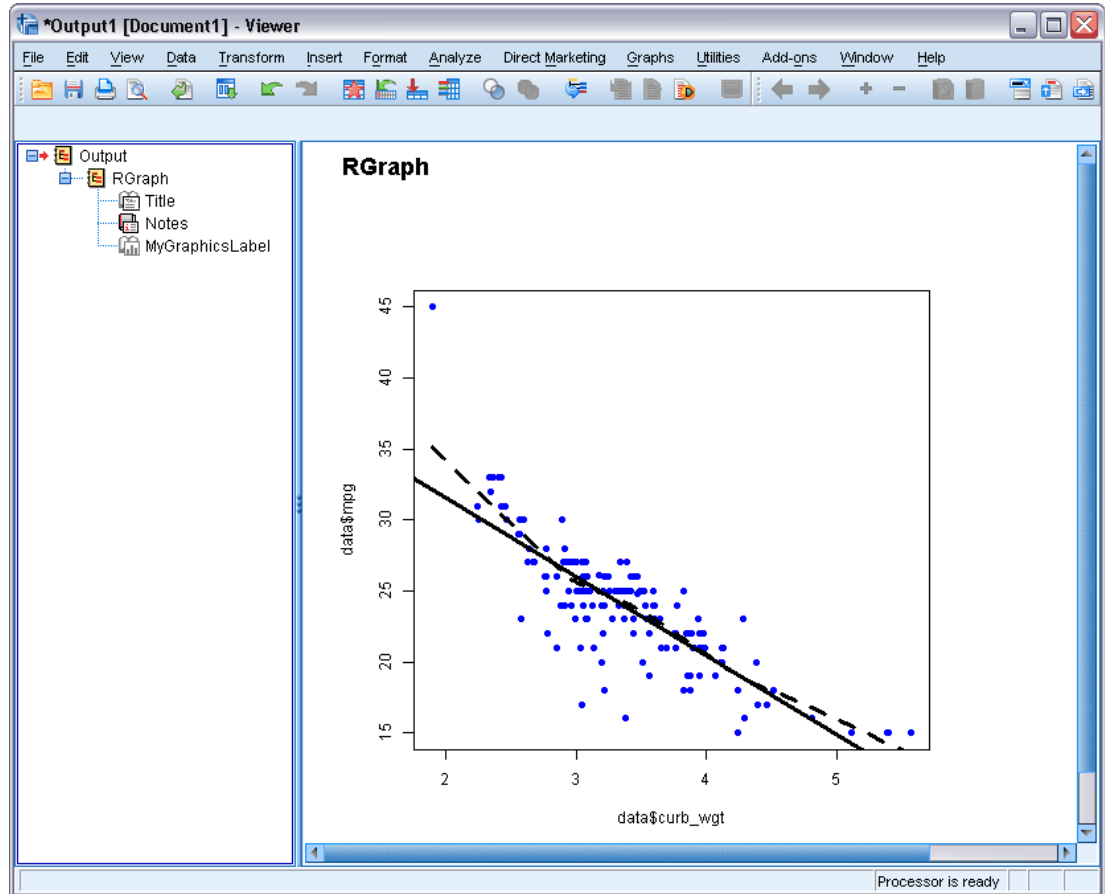 *Output1 [Document1] - Viewer
File Edit View Data Transform Insert Format Analyze Direct Marketing Graphs Utilities Add-ons Window Help
Output
RGraph
Title
Notes
MyGraphicsLabel
RGraph
45
40
35
30
25
20
15
data$mpg
2 3 4 5
data$curb_wgt
Processor is ready